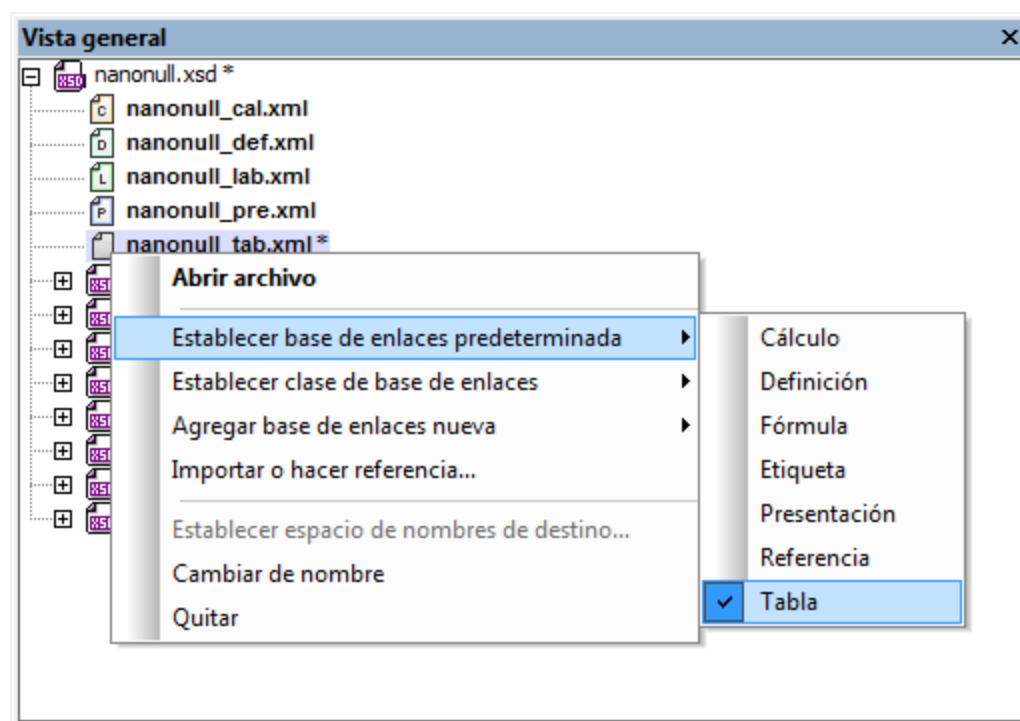 Vista general
nanonull.xsd *
nanonull_cal.xml
nanonull_def.xml
nanonull_lab.xml
nanonull_pre.xml
nanonull_tab.xml *
Abrir archivo
Establecer base de enlaces predeterminada
Establecer clase de base de enlaces
Agregar base de enlaces nueva
Importar o hacer referencia...
Establecer espacio de nombres de destino...
Cambiar de nombre
Quitar
Cálculo
Definición
Fórmula
Etiqueta
Presentación
Referencia
Tabla